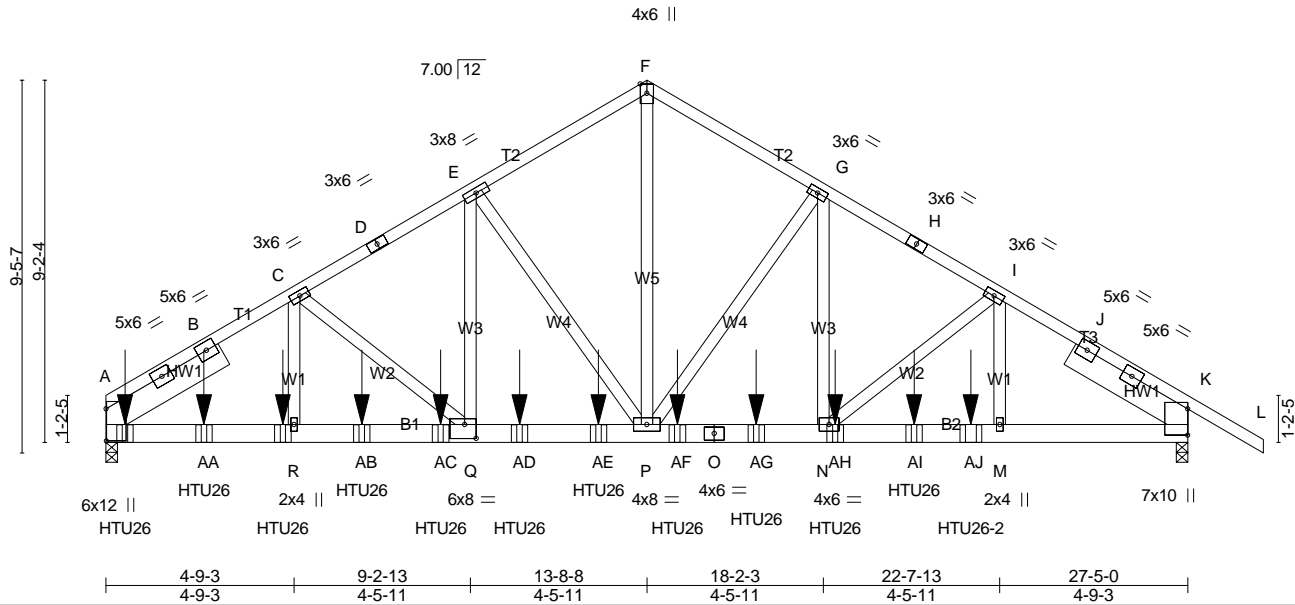 4x6 ||
7.00 12
F
3x8 =
T2
T2
3x6 =
E
G
3x6 =
3x6 =
D
H
3x6 =
3x6 =
C
I
9-5-7
9-2-4
W5
5x6 =
5x6 =
5x6 =
T1
B
W3
W4
W4
W3
J
T3
5x6 =
A
HW1
W1
W2
W2
W1
HW1
K
1-2-5
B1
B2
L
1-2-5
AA R AB AC Q AD AE P AF O AG N AH AI AJ M
HTU26 2x4 || HTU26 6x8 = HTU26 4x8 = 4x6 = 4x6 = HTU26 2x4 || 7x10 ||
6x12 ||
HTU26 HTU26 HTU26 HTU26 HTU26 HTU26 HTU26 HTU26-2
4-9-3 9-2-13 13-8-8 18-2-3 22-7-13 27-5-0
4-9-3 4-5-11 4-5-11 4-5-11 4-5-11 4-9-3